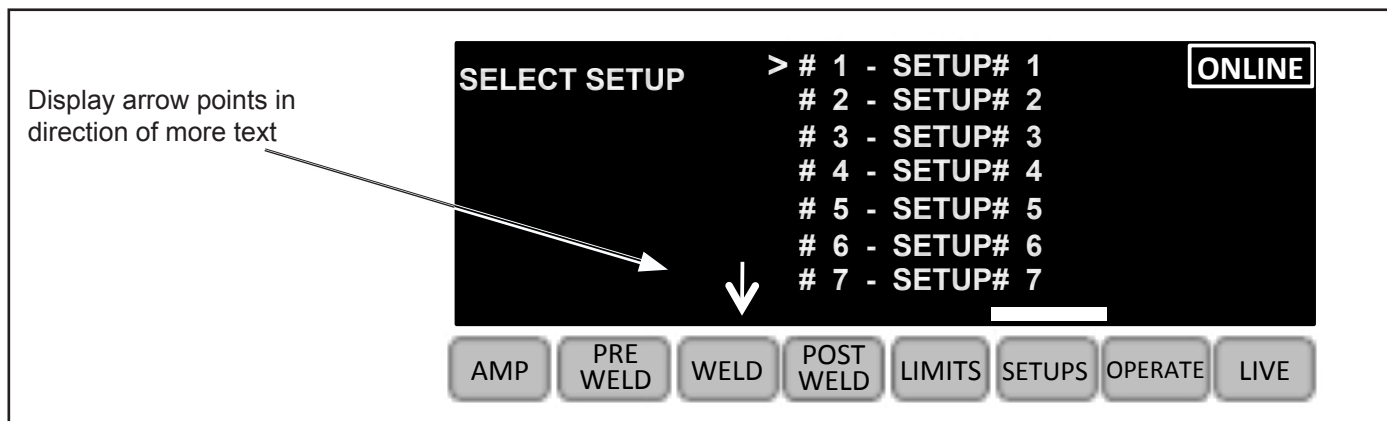 Display arrow points in
direction of more text
SELECT SETUP
> # 1 - SETUP# 1
# 2 - SETUP# 2
# 3 - SETUP# 3
# 4 - SETUP# 4
# 5 - SETUP# 5
# 6 - SETUP# 6
# 7 - SETUP# 7
ONLINE
AMP
PRE
WELD
WELD
POST
WELD
LIMITS
SETUPS
OPERATE
LIVE